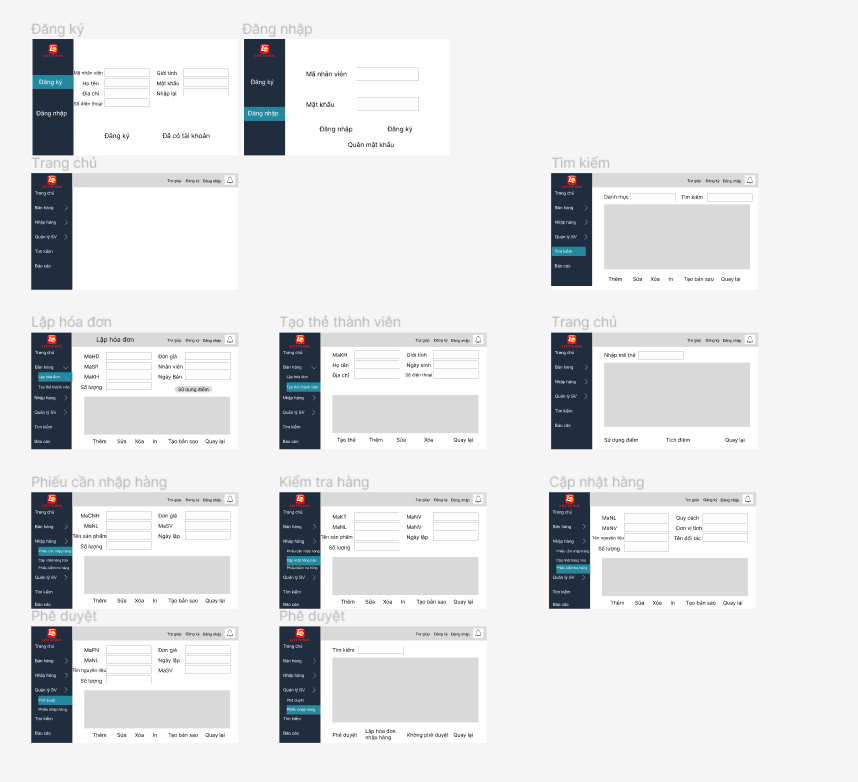 Đăng ký
Đăng nhập
Đăng ký
Đăng nhập
Mã nhân viên
Giới tính
Họ tên
Mật khẩu
Địa chỉ
Nhập lại
Số điện thoại
Đăng ký
Đã có tài khoản
Đăng ký
Đăng nhập
Mã nhân viên
Mật khẩu
Đăng nhập
Đăng ký
Quên mật khẩu
Trang chủ
Trợ giúp Đăng ký Đăng nhập
Trang chủ
Bán hàng
Nhập hàng
Quản lý SV
Tìm kiếm
Báo cáo
Tìm kiếm
Trợ giúp Đăng ký Đăng nhập
Trang chủ
Bán hàng
Nhập hàng
Quản lý SV
Tìm kiếm
Báo cáo
Danh mục
Tìm kiếm
Thêm Sửa Xóa In Tạo bản sao Quay lại
Lập hóa đơn
Lập hóa đơn
Trợ giúp Đăng ký Đăng nhập
Trang chủ
Bán hàng
Lập hóa đơn
Tạo thẻ thành viên
Nhập hàng
Quản lý SV
Tìm kiếm
Báo cáo
MaHD
Đơn giá
MaSP
Nhân viên
MaKH
Ngày Bán
Số lượng
Sử dụng điểm
Thêm Sửa Xóa In Tạo bản sao Quay lại
Tạo thẻ thành viên
Trợ giúp Đăng ký Đăng nhập
Trang chủ
Bán hàng
Lập hóa đơn
Tạo thẻ thành viên
Nhập hàng
Quản lý SV
Tìm kiếm
Báo cáo
MaKH
Giới tính
Họ tên
Ngày sinh
Địa chỉ
Số điện thoại
Tạo thẻ Thêm Sửa Xóa Quay lại
Trang chủ
Trợ giúp Đăng ký Đăng nhập
Trang chủ
Bán hàng
Nhập hàng
Quản lý SV
Tìm kiếm
Báo cáo
Nhập mã thẻ
Sử dụng điểm Tích điểm Quay lại
Phiếu cần nhập hàng
Trợ giúp Đăng ký Đăng nhập
Trang chủ
Bán hàng
Nhập hàng
Phiếu cần nhập hàng
Cập nhật hàng hóa
Phiếu kiểm tra hàng
Quản lý SV
Tìm kiếm
Báo cáo
MaCNH
Đơn giá
MaNL
MaSV
Tên sản phẩm
Ngày lập
Số lượng
Thêm Sửa Xóa In Tạo bản sao Quay lại
Kiểm tra hàng
Trợ giúp Đăng ký Đăng nhập
Trang chủ
Bán hàng
Nhập hàng
Phiếu cần nhập hàng
Cập nhật hàng hóa
Phiếu kiểm tra hàng
Quản lý SV
Tìm kiếm
Báo cáo
MaKT
MaNV
MaNL
MaNV
Tên sản phẩm
Ngày lập
Số lượng
Thêm Sửa Xóa In Tạo bản sao Quay lại
Cập nhật hàng
Trợ giúp Đăng ký Đăng nhập
Trang chủ
Bán hàng
Nhập hàng
Phiếu cần nhập hàng
Cập nhật hàng hóa
Phiếu kiểm tra hàng
Quản lý SV
Tìm kiếm
Báo cáo
MaNL
Quy cách
MaNV
Đơn vị tính
Tên nguyên liệu
Tên đối tác
Số lượng
Thêm Sửa Xóa In Tạo bản sao Quay lại
Phê duyệt
Trợ giúp Đăng ký Đăng nhập
Trang chủ
Bán hàng
Nhập hàng
Quản lý SV
Phê duyệt
Phiếu nhập hàng
Tìm kiếm
Báo cáo
MaPN
Đơn giá
MaNL
Ngày lập
Tên nguyên liệu
MaSV
Số lượng
Thêm Sửa Xóa In Tạo bản sao Quay lại
Phê duyệt
Trợ giúp Đăng ký Đăng nhập
Trang chủ
Bán hàng
Nhập hàng
Quản lý SV
Phê duyệt
Phiếu nhập hàng
Tìm kiếm
Báo cáo
Tìm kiếm
Phê duyệt
Lập hóa đơn
nhập hàng
Không phê duyệt
Quay lại